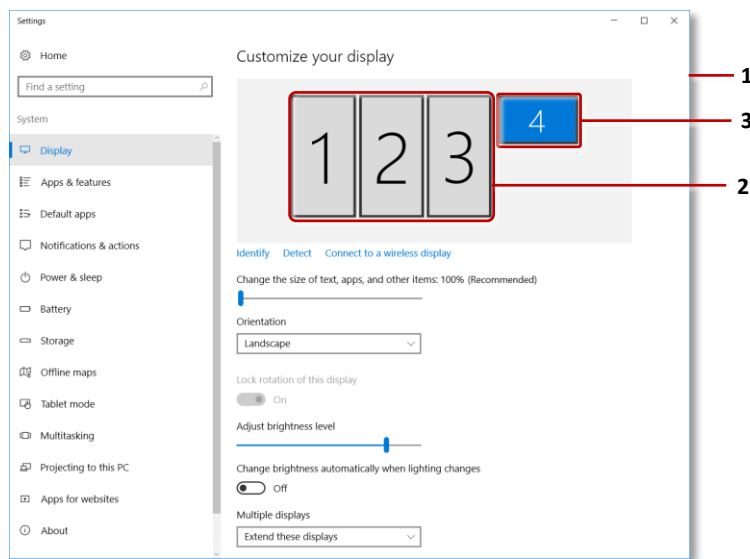 Settings
Home
Find a setting
System
Display
Apps & features
Default apps
Notifications & actions
Power & sleep
Battery
Storage
Offline maps
Tablet mode
Multitasking
Projecting to this PC
Apps for websites
About
Customize your display
1 2 3 4
Identify Detect Connect to a wireless display
Change the size of text, apps, and other items: 100% (Recommended)
Orientation
Landscape
Lock rotation of this display
On
Adjust brightness level
Change brightness automatically when lighting changes
Off
Multiple displays
Extend these displays
1
3
2